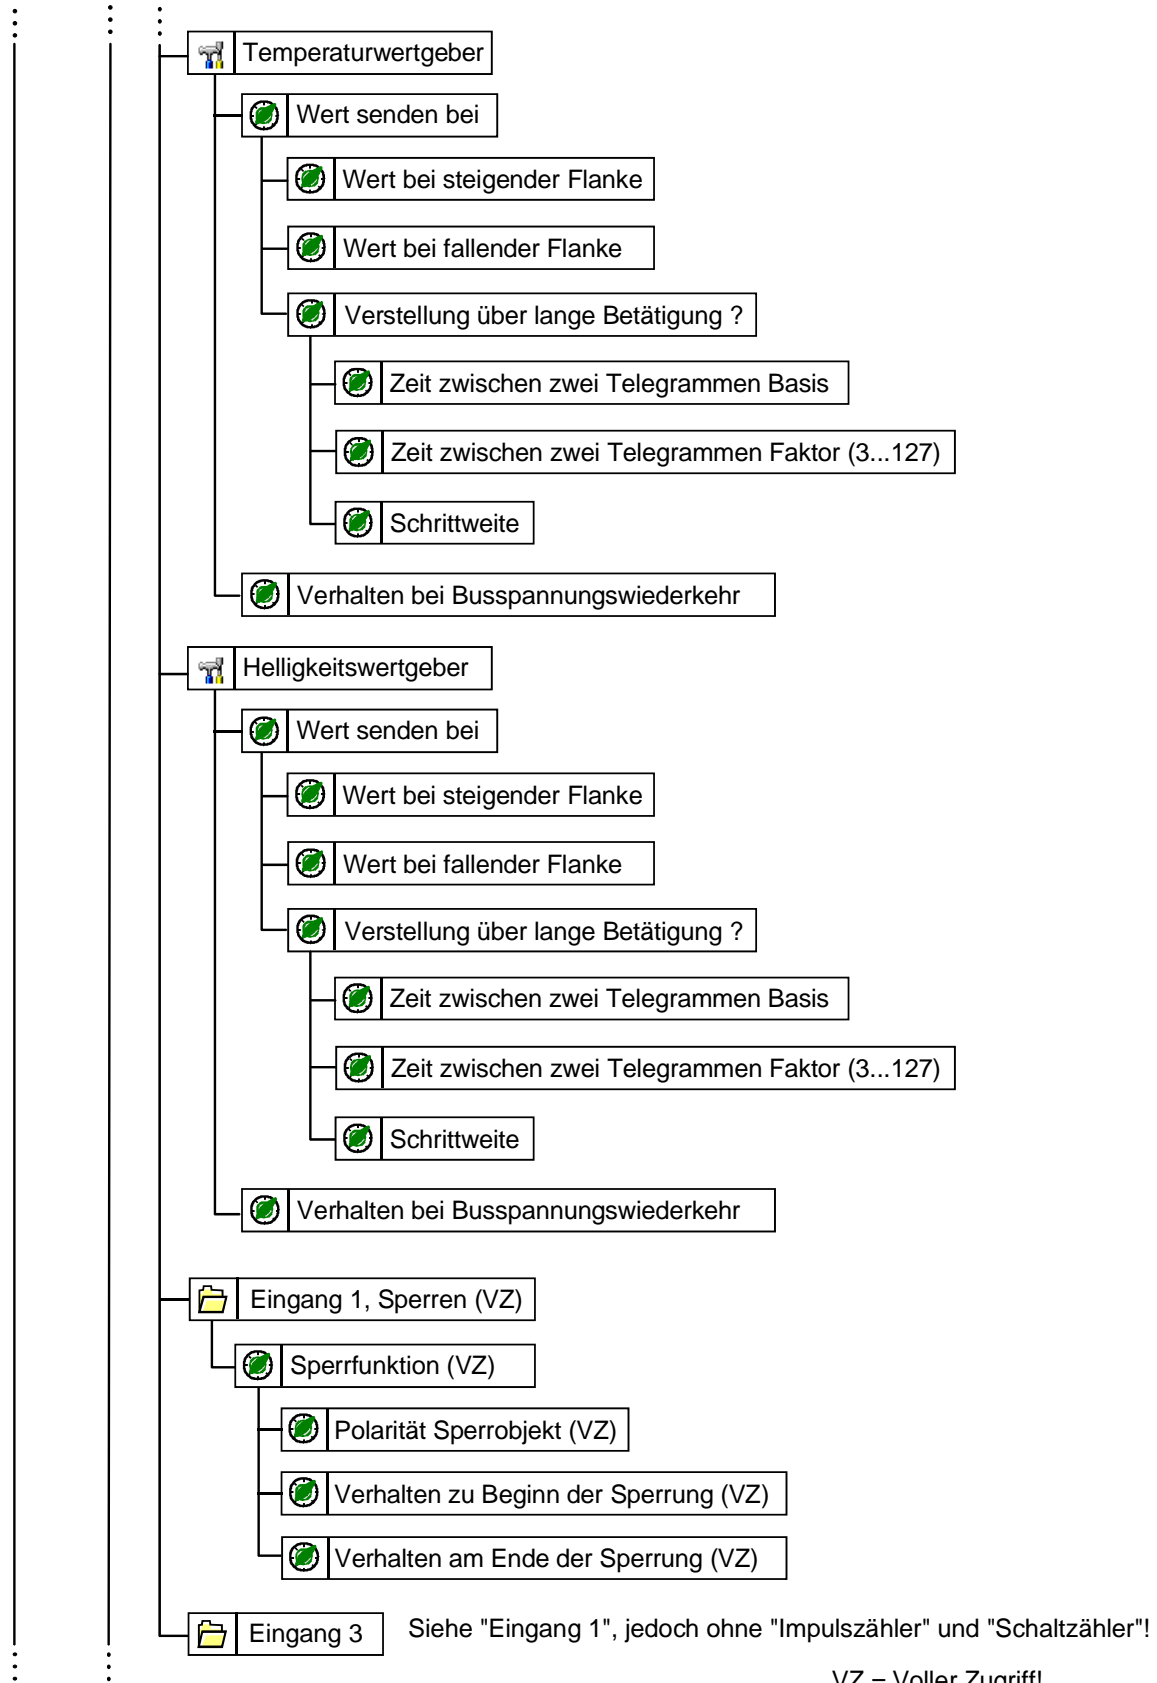 Temperaturwertgeber
Wert senden bei
Wert bei steigender Flanke
Wert bei fallender Flanke
Verstellung über lange Betätigung ?
Zeit zwischen zwei Telegrammen Basis
Zeit zwischen zwei Telegrammen Faktor (3...127)
Schrittweite
Verhalten bei Busspannungswiederkehr
Helligkeitswertgeber
Wert senden bei
Wert bei steigender Flanke
Wert bei fallender Flanke
Verstellung über lange Betätigung ?
Zeit zwischen zwei Telegrammen Basis
Zeit zwischen zwei Telegrammen Faktor (3...127)
Schrittweite
Verhalten bei Busspannungswiederkehr
Eingang 1, Sperren (VZ)
Sperrfunktion (VZ)
Polarität Sperrobjekt (VZ)
Verhalten zu Beginn der Sperrung (VZ)
Verhalten am Ende der Sperrung (VZ)
Eingang 3 Siehe "Eingang 1", jedoch ohne "Impulszähler" und "Schaltzähler"!
VZ = Voller Zugriff!